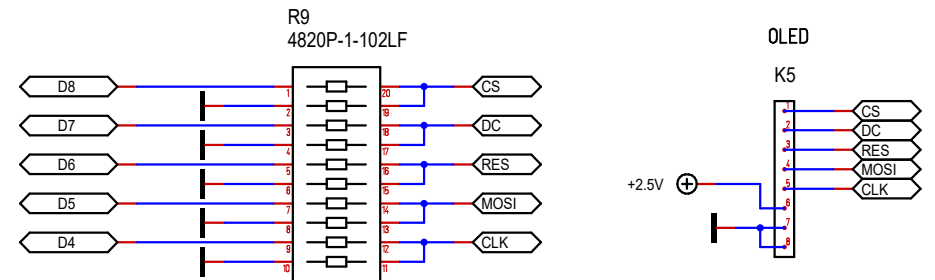 R9
4820P-1-102LF
D8
1
20
CS
2
19
D7
3
18
DC
4
17
D6
5
16
RES
6
15
D5
7
14
MOSI
8
13
D4
9
12
CLK
10
11
OLED
K5
1
CS
2
DC
3
RES
4
MOSI
5
CLK
+2.5V
6
7
8